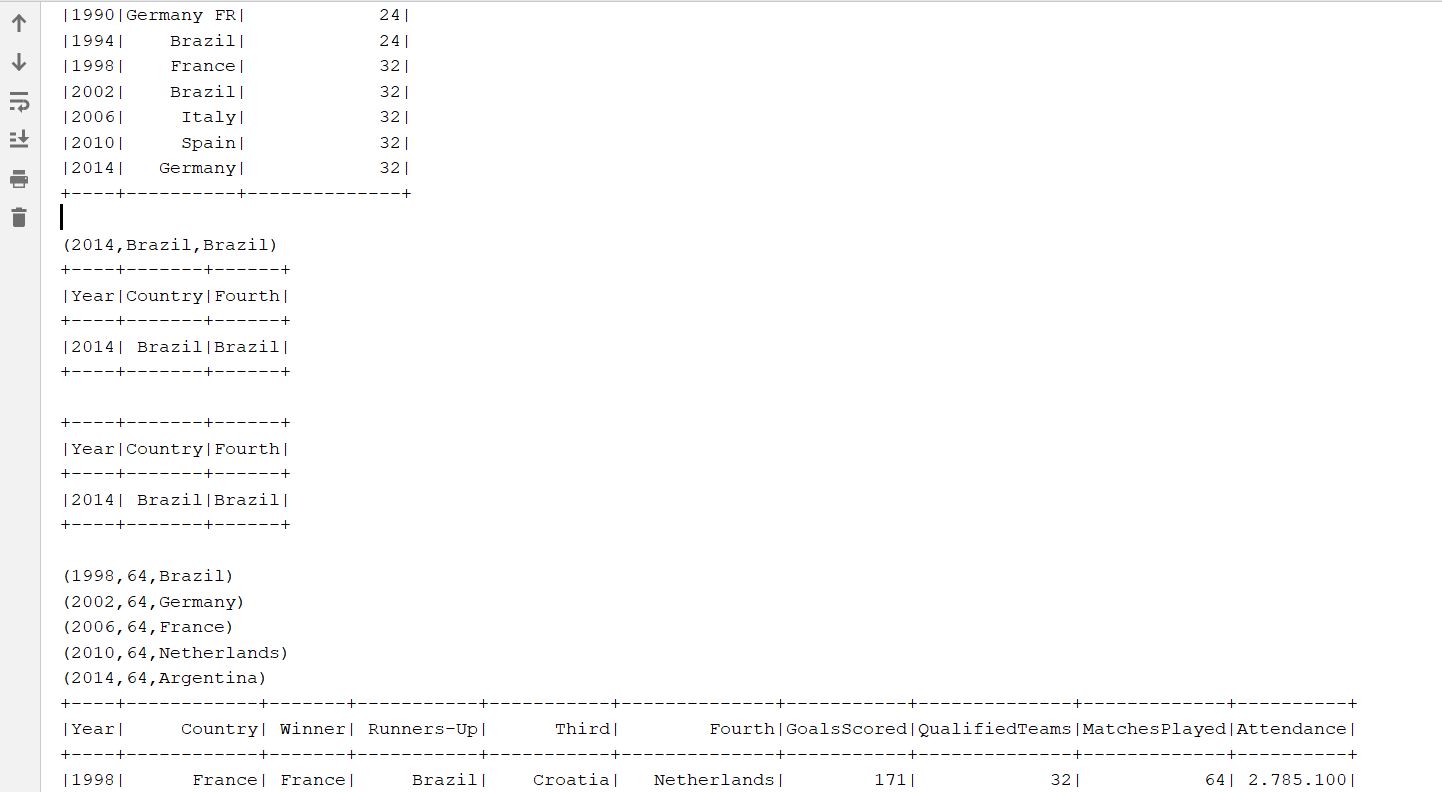 |1990|Germany FR|            24|
|1994|    Brazil|            24|
|1998|    France|            32|
|2002|    Brazil|            32|
|2006|     Italy|            32|
|2010|     Spain|            32|
|2014|   Germany|            32|
+----+----------+--------------+
(2014,Brazil,Brazil)
+----+-------+------+
|Year|Country|Fourth|
+----+-------+------+
|2014| Brazil|Brazil|
+----+-------+------+
+----+-------+------+
|Year|Country|Fourth|
+----+-------+------+
|2014| Brazil|Brazil|
+----+-------+------+
(1998,64,Brazil)
(2002,64,Germany)
(2006,64,France)
(2010,64,Netherlands)
(2014,64,Argentina)
+----+------------+-------+-----------+-----------+--------------+-----------+--------------+-------------+----------+
|Year|     Country| Winner| Runners-Up|      Third|        Fourth|GoalsScored|QualifiedTeams|MatchesPlayed|Attendance|
+----+------------+-------+-----------+-----------+--------------+-----------+--------------+-------------+----------+
|1998|      France| France|     Brazil|    Croatia|   Netherlands|        171|            32|           64| 2.785.100|